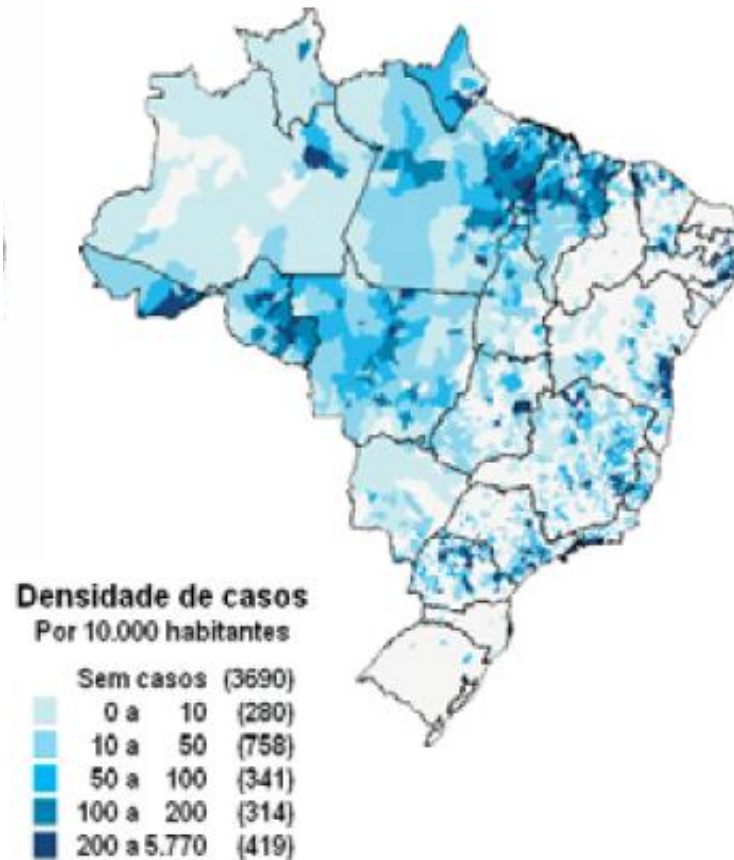 Densidade de casos
Por 10.000 habitantes
Sem casos (3690)
0 a 10 (280)
10 a 50 (758)
50 a 100 (341)
100 a 200 (314)
200 a 5.770 (419)